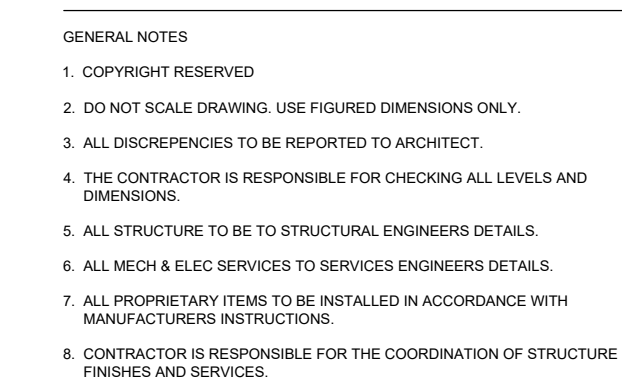 GENERAL NOTES
1. COPYRIGHT RESERVED
2. DO NOT SCALE DRAWING. USE FIGURED DIMENSIONS ONLY.
3. ALL DISCREPENCIES TO BE REPORTED TO ARCHITECT.
4. THE CONTRACTOR IS RESPONSIBLE FOR CHECKING ALL LEVELS AND
DIMENSIONS.
5. ALL STRUCTURE TO BE TO STRUCTURAL ENGINEERS DETAILS.
6. ALL MECH & ELEC SERVICES TO SERVICES ENGINEERS DETAILS.
7. ALL PROPRIETARY ITEMS TO BE INSTALLED IN ACCORDANCE WITH
MANUFACTURERS INSTRUCTIONS.
8. CONTRACTOR IS RESPONSIBLE FOR THE COORDINATION OF STRUCTURE
FINISHES AND SERVICES.